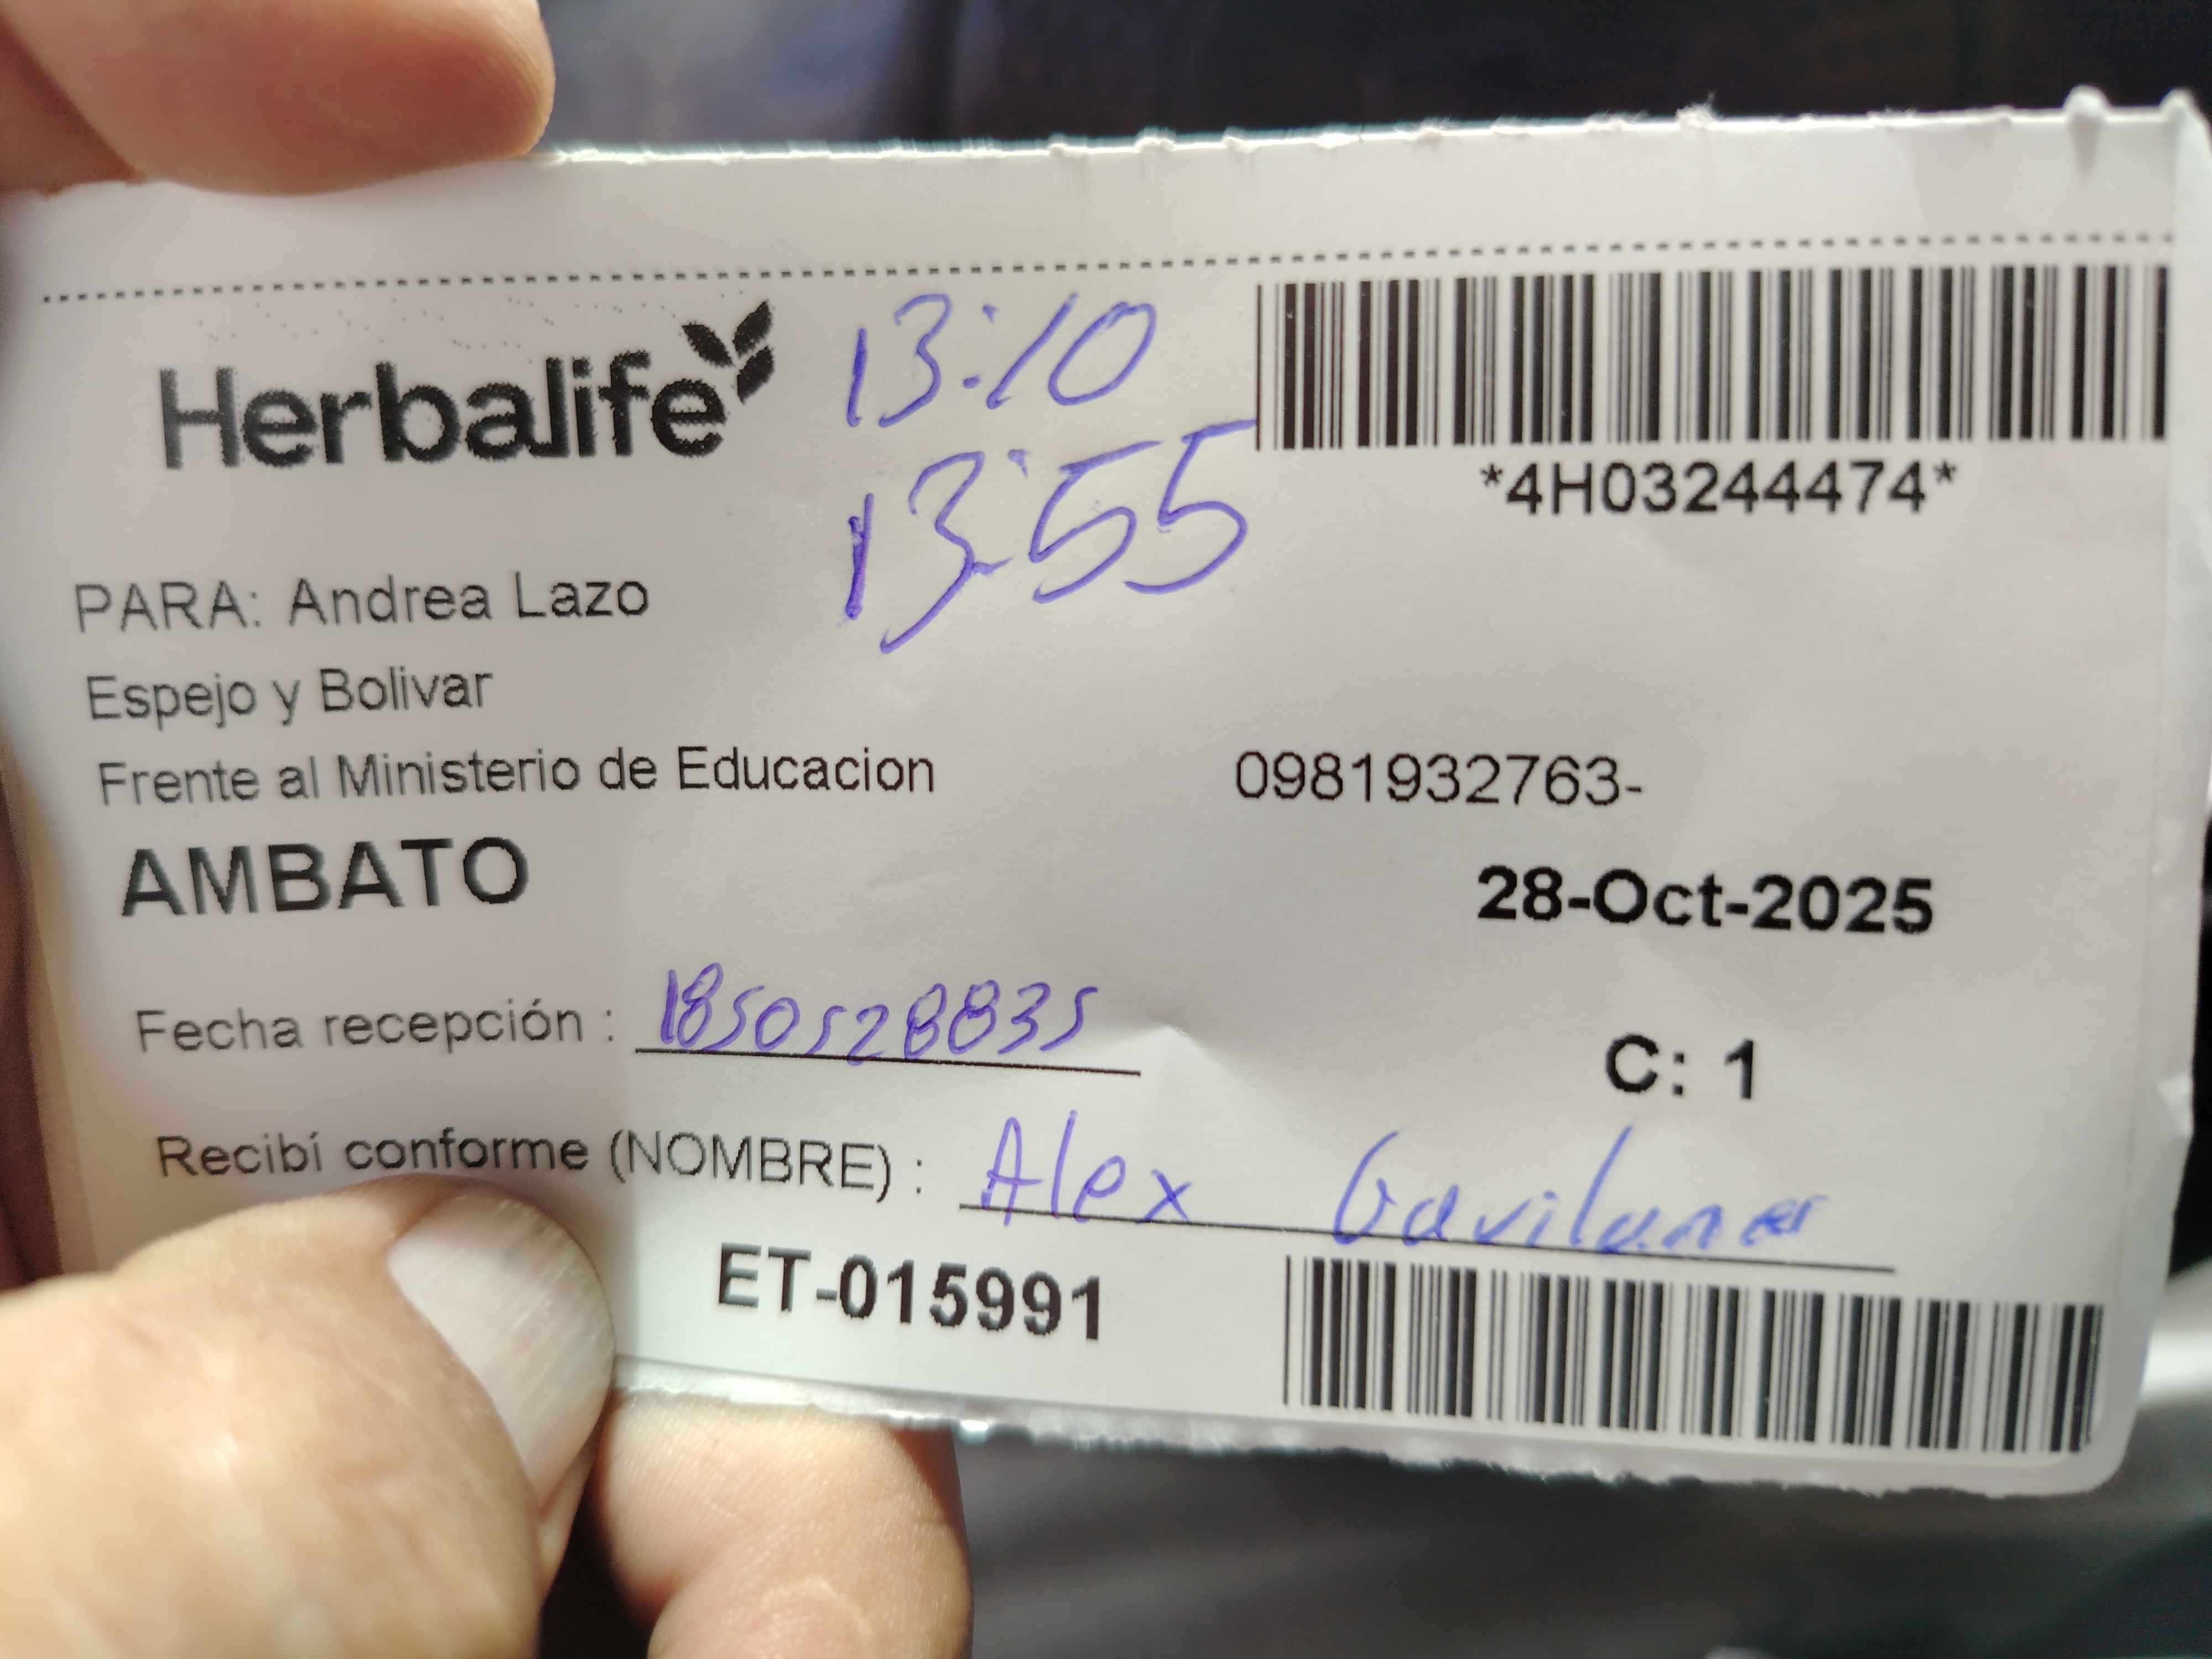 Herbalife
13:10
13:55
*4H03244474*
PARA: Andrea Lazo
Espejo y Bolivar
Frente al Ministerio de Educacion
0981932763-
AMBATO
28-Oct-2025
Fecha recepción : 1850528835
C: 1
Recibí conforme (NOMBRE) : Alex Gavilanes
ET-015991